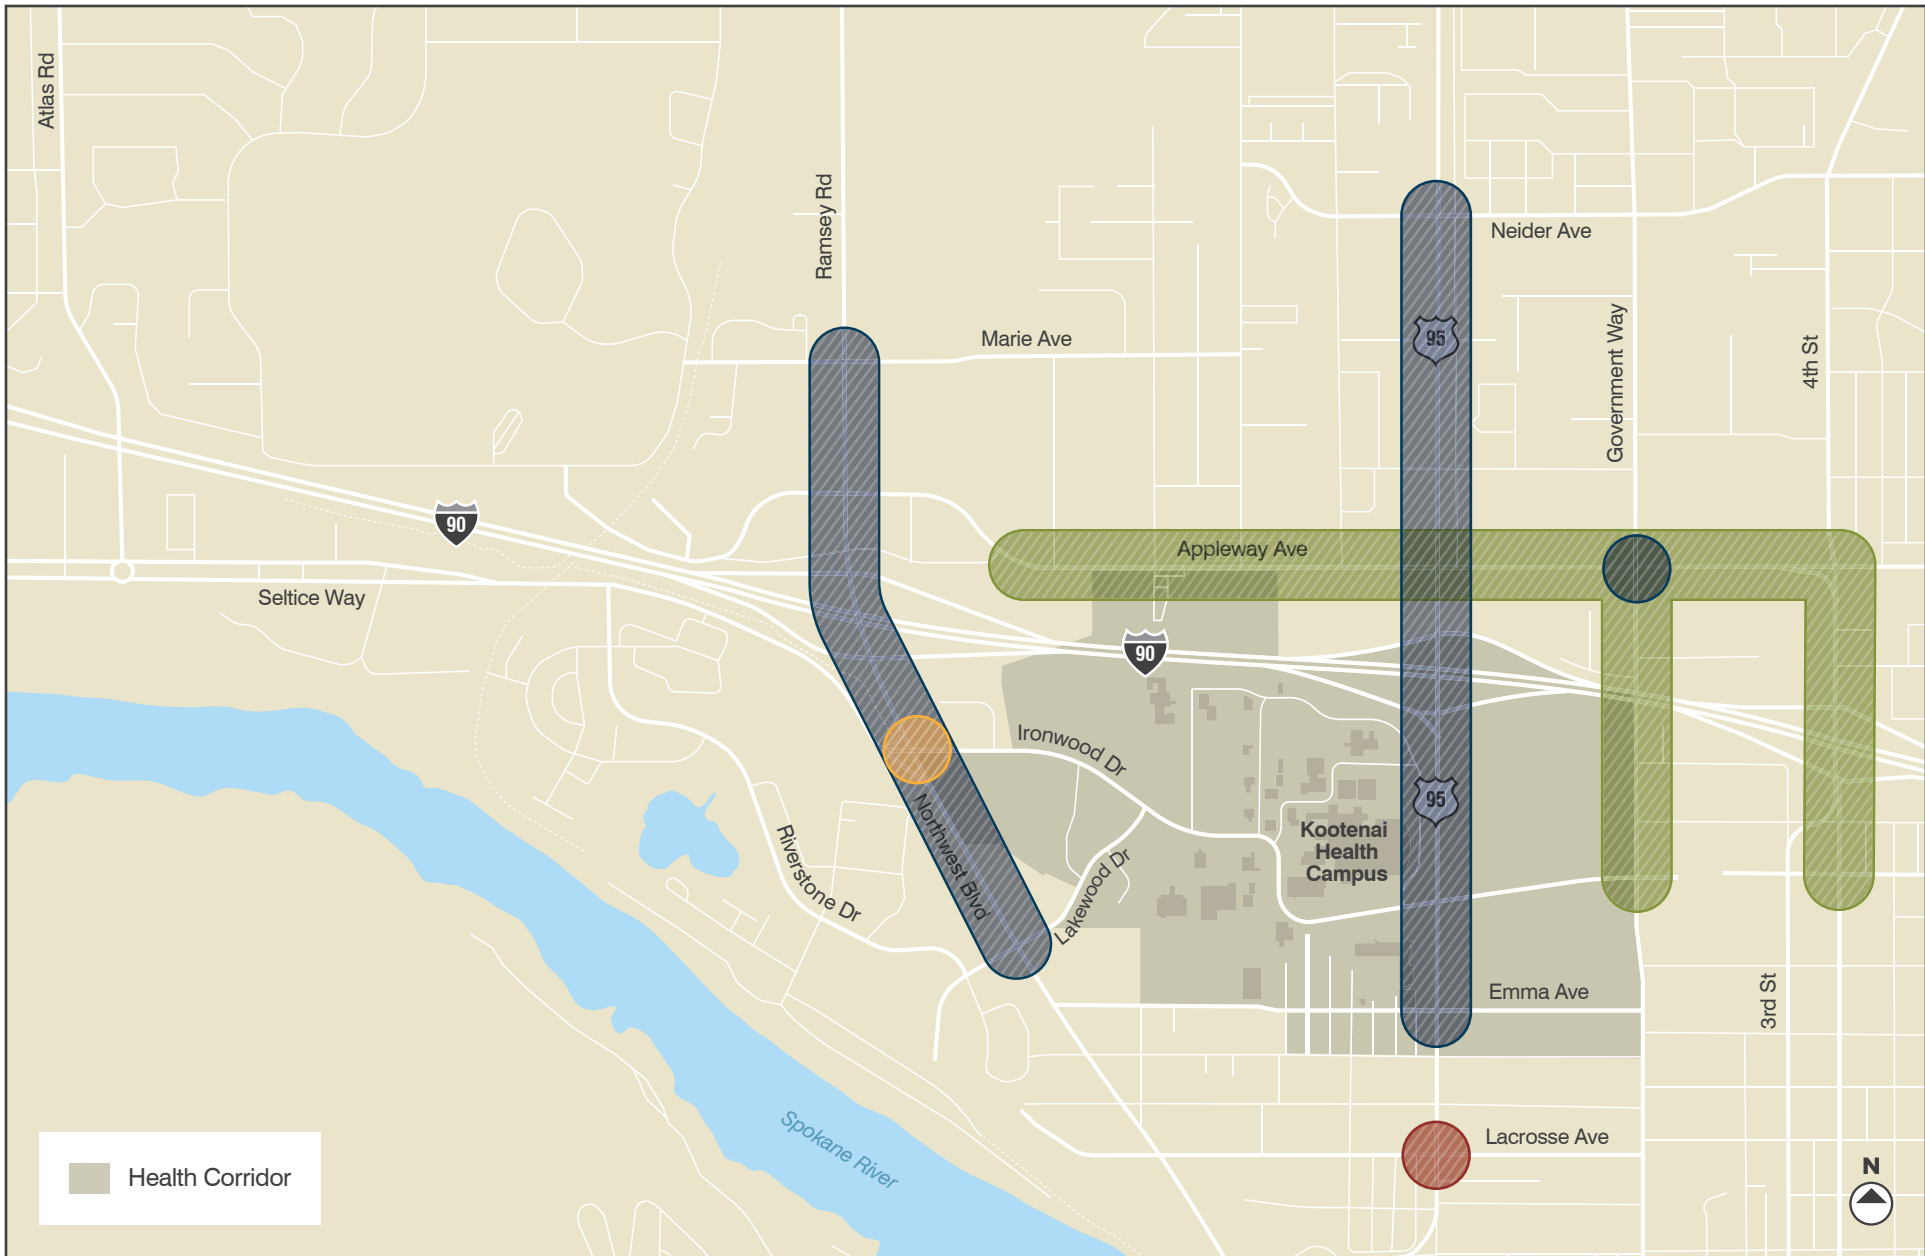 Atlas Rd
Ramsey Rd
Neider Ave
Marie Ave
95
Government Way
4th St
90
Appleway Ave
Seltice Way
90
Ironwood Dr
95
Northwest Blvd
Riverstone Dr
Lakewood Dr
Kootenai
Health
Campus
Emma Ave
3rd St
Spokane River
Lacrosse Ave
Health Corridor
N